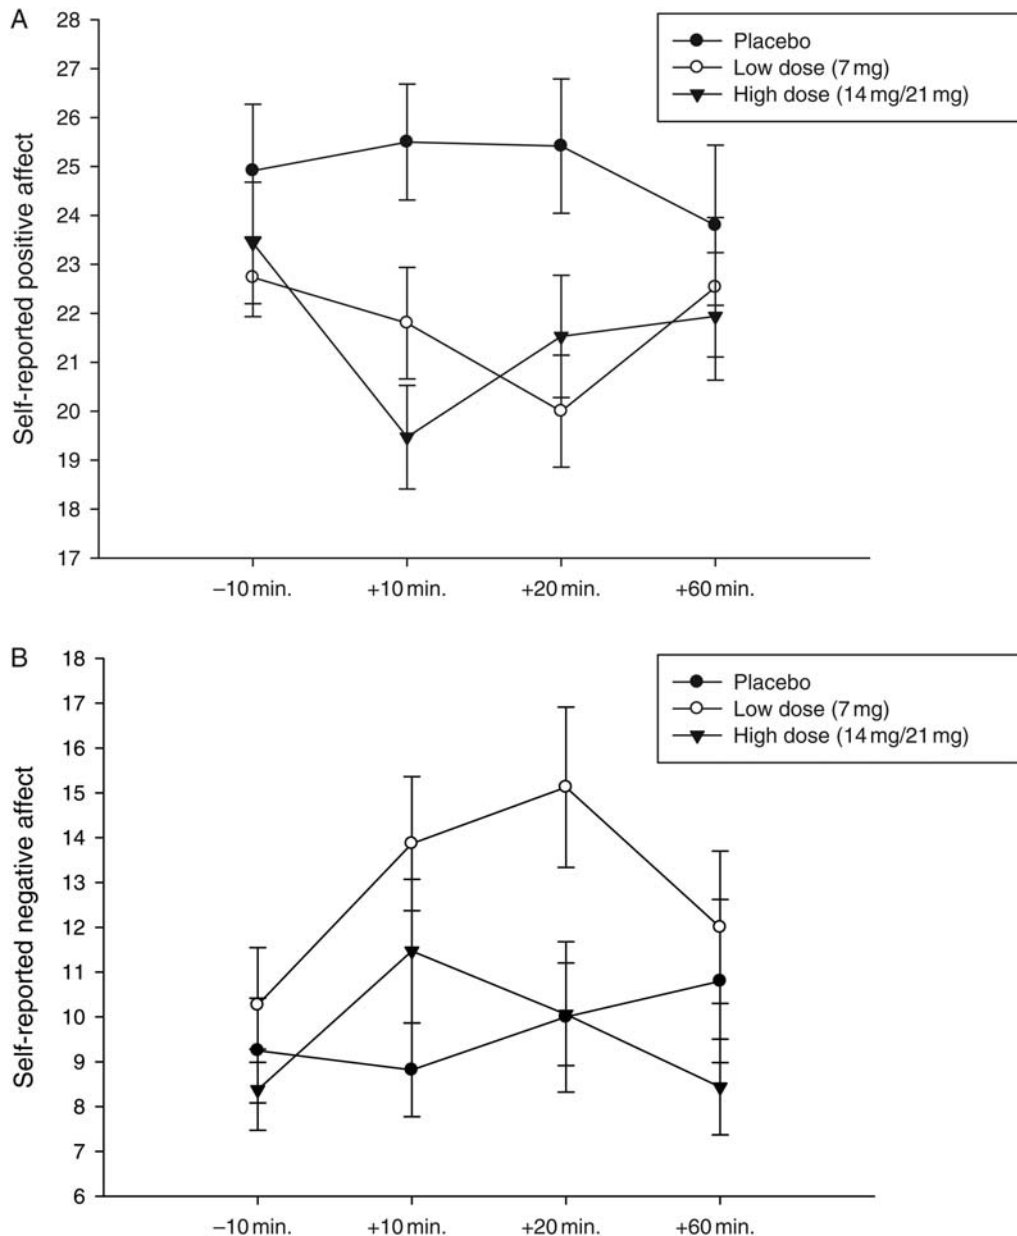 A
28
27
26
25
24
23
22
21
20
19
18
17
Self-reported positive affect
Placebo
Low dose (7 mg)
High dose (14 mg/21 mg)
−10 min. +10 min. +20 min. +60 min.
B
18
17
16
15
14
13
12
11
10
9
8
7
6
Self-reported negative affect
Placebo
Low dose (7 mg)
High dose (14 mg/21 mg)
−10 min. +10 min. +20 min. +60 min.